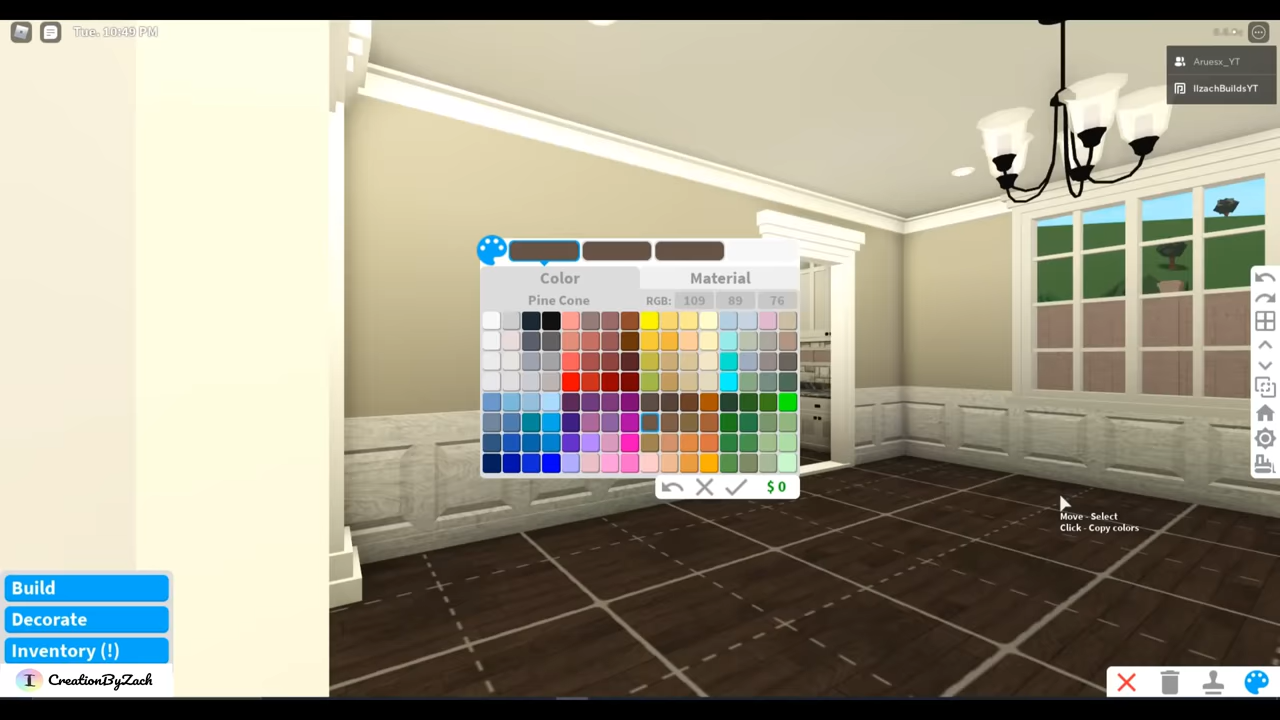 Tue. 10:49 PM
Aruesx_YT
IlzachBuildsYT
Color
Material
Pine Cone
RGB: 109 89 76
$ 0
Move - Select
Click - Copy colors
Build
Decorate
Inventory (!)
I CreationByZach